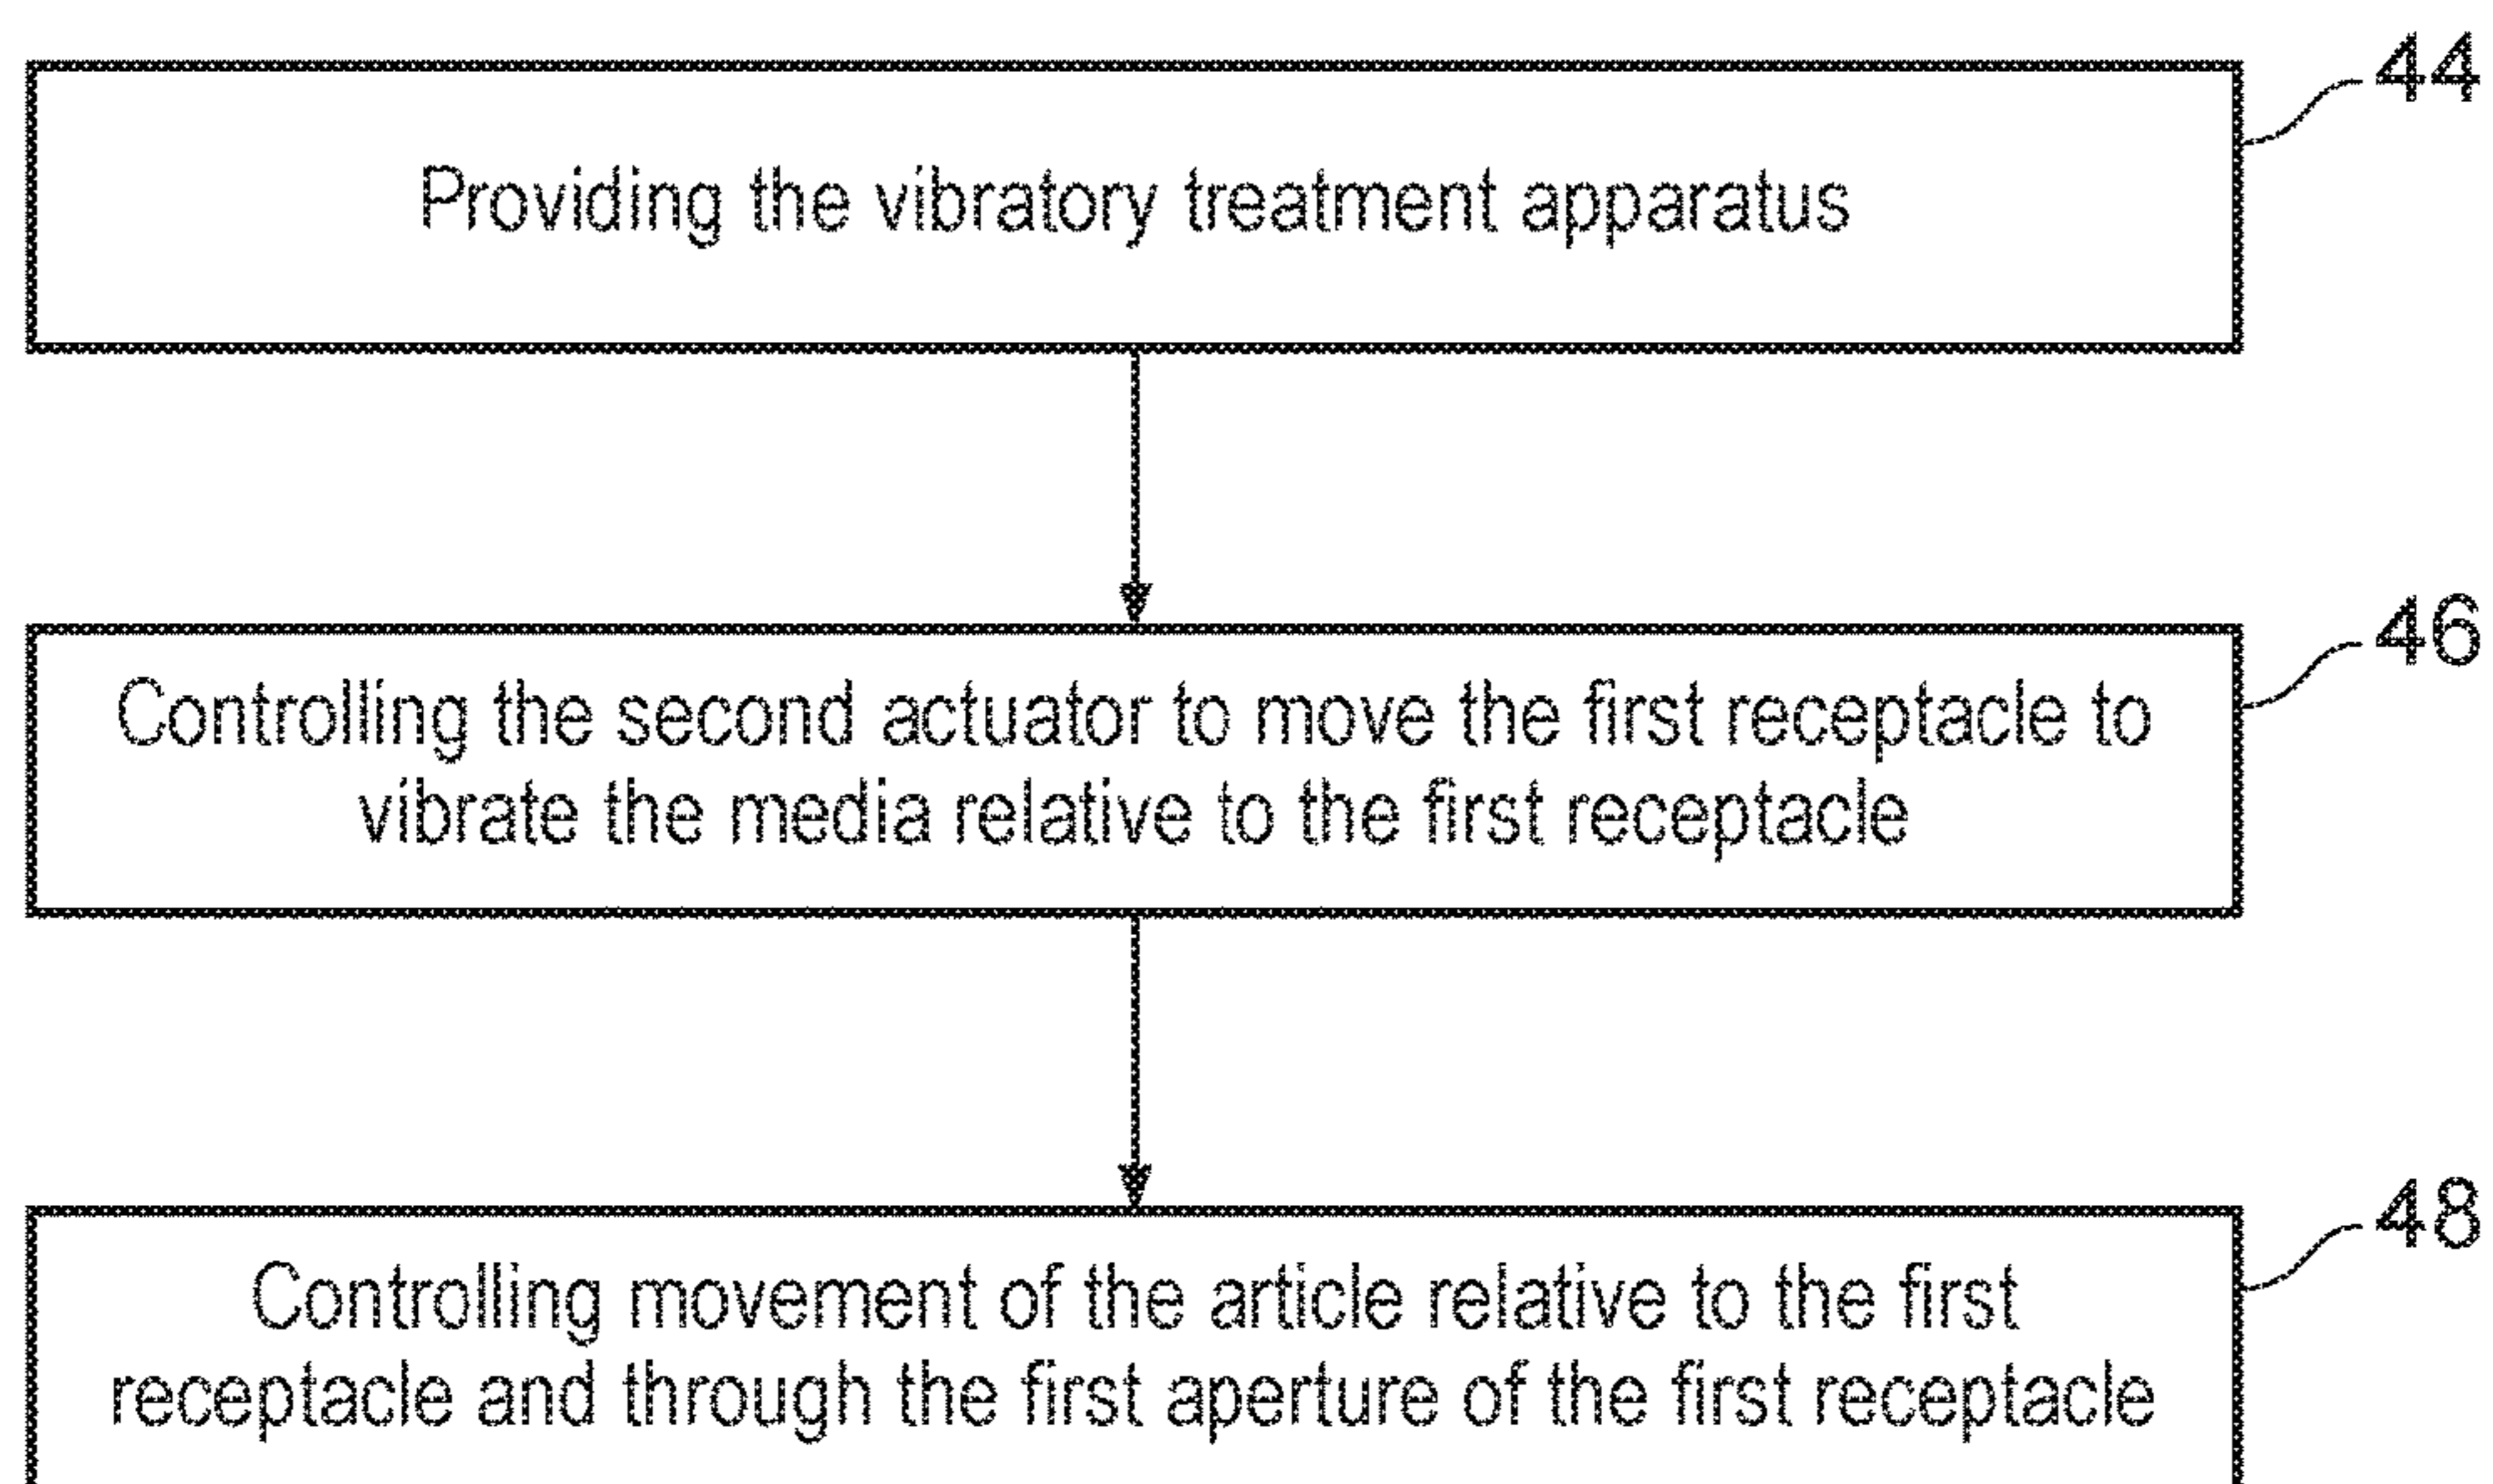 44
Providing the vibratory treatment apparatus
46
Controlling the second actuator to move the first receptacle to
vibrate the media relative to the first receptacle
48
Controlling movement of the article relative to the first
receptacle and through the first aperture of the first receptacle